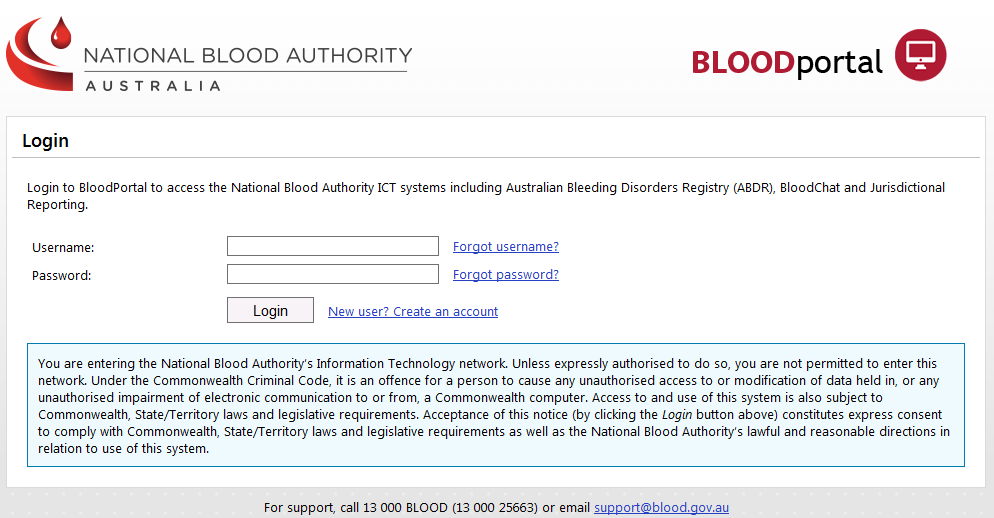 NATIONAL BLOOD AUTHORITY
AUSTRALIA
BLOODportal
Login
Login to BloodPortal to access the National Blood Authority ICT systems including Australian Bleeding Disorders Registry (ABDR), BloodChat and Jurisdictional
Reporting.
Username:
Forgot username?
Password:
Forgot password?
Login
New user? Create an account
You are entering the National Blood Authority's Information Technology network. Unless expressly authorised to do so, you are not permitted to enter this
network. Under the Commonwealth Criminal Code, it is an offence for a person to cause any unauthorised access to or modification of data held in, or any
unauthorised impairment of electronic communication to or from, a Commonwealth computer. Access to and use of this system is also subject to
Commonwealth, State/Territory laws and legislative requirements. Acceptance of this notice (by clicking the Login button above) constitutes express consent
to comply with Commonwealth, State/Territory laws and legislative requirements as well as the National Blood Authority's lawful and reasonable directions in
relation to use of this system.
For support, call 13 000 BLOOD (13 000 25663) or email support@blood.gov.au